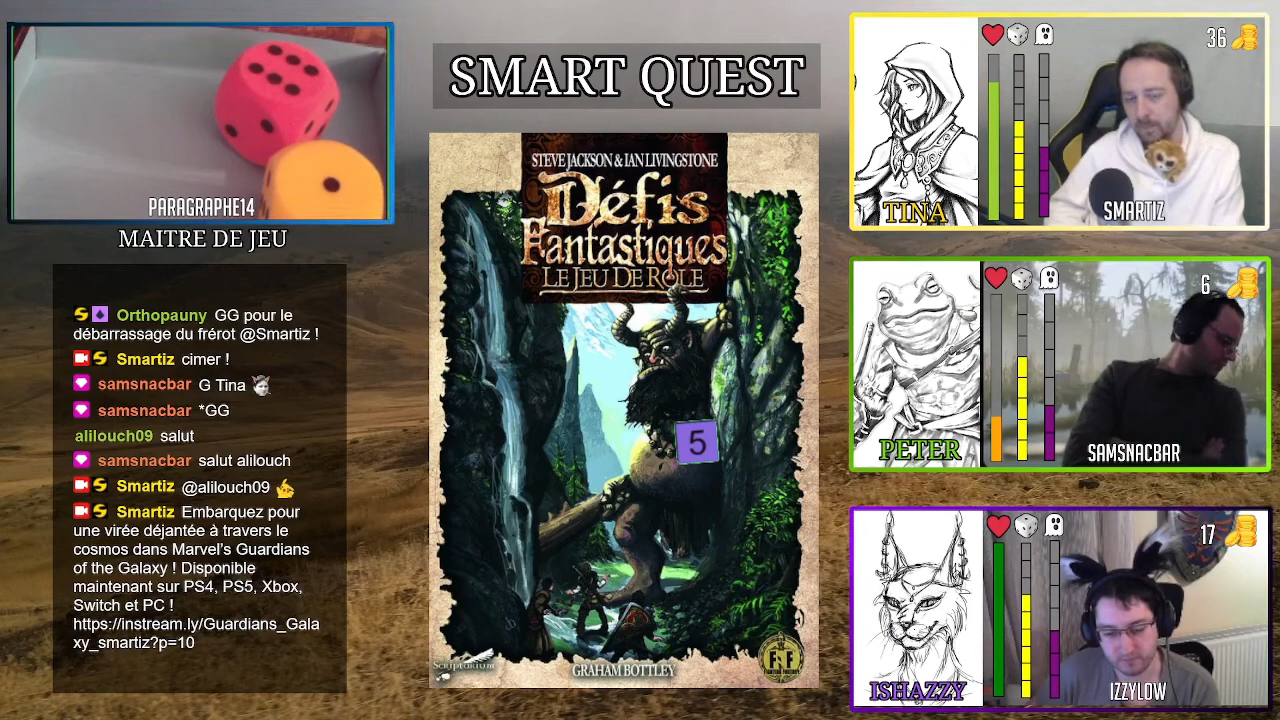 PARAGRAPHE14
MAITRE DE JEU
Orthopauny GG pour le
débarrassage du frérot @Smartiz !
Smartiz cimer !
samsnacbar G Tina
samsnacbar *GG
alilouch09 salut
samsnacbar salut alilouch
Smartiz @alilouch09
Smartiz Embarquez pour
une virée déjantée à travers le
cosmos dans Marvel's Guardians
of the Galaxy ! Disponible
maintenant sur PS4, PS5, Xbox,
Switch et PC !
https://instream.ly/Guardians_Gala
xy_smartiz?p=10
SMART QUEST
STEVE JACKSON & IAN LIVINGSTONE
Défis
Fantastiques
LE JEU DE RÔLE
5
Scriptarium
GRAHAM BOTTLEY
FF
FIGHTING FANTASY
36
TINA
SMARTIZ
6
PETER
SAMSNACBAR
17
ISHAZZY
IZZYLOW